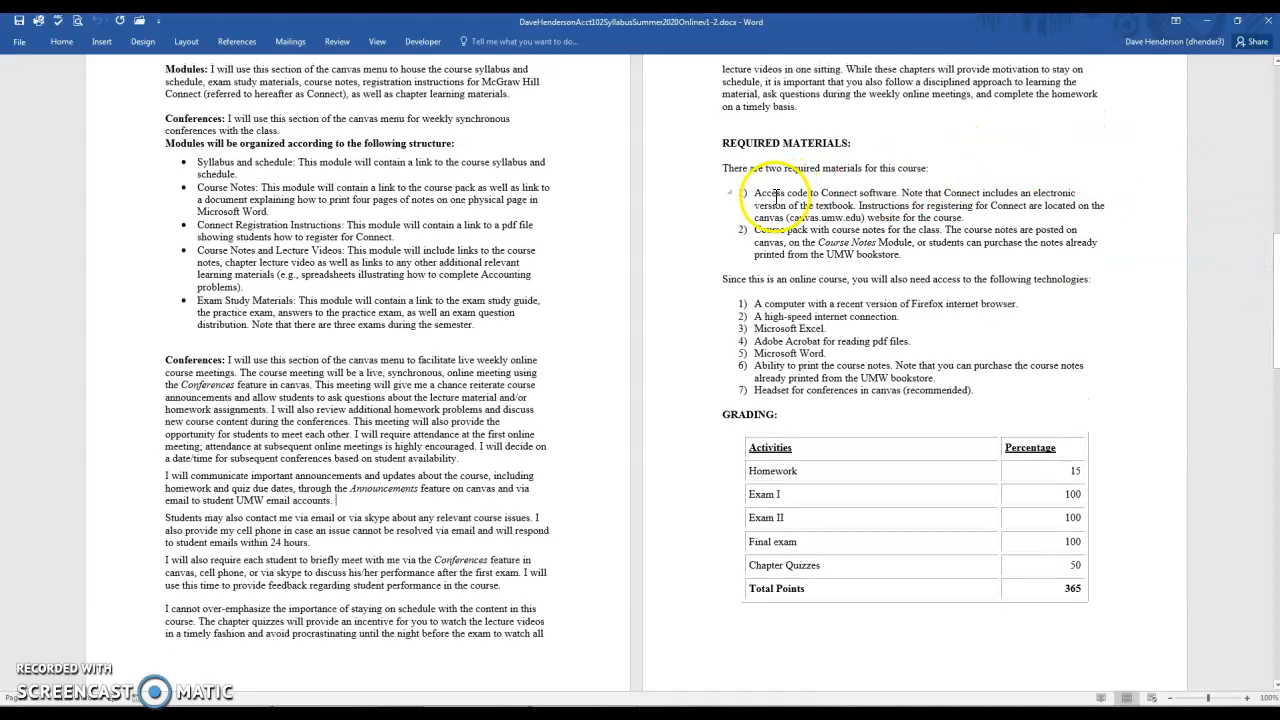 DaveHendersonAcct102SyllabusSummer2020Onlinev1-2.docx - Word
File Home Insert Design Layout References Mailings Review View Developer Tell me what you want to do... Dave Henderson (dhender3) Share
Modules: I will use this section of the canvas menu to house the course syllabus and
schedule, exam study materials, course notes, registration instructions for McGraw Hill
Connect (referred to hereafter as Connect), as well as chapter learning materials.
Conferences: I will use this section of the canvas menu for weekly synchronous
conferences with the class.
Modules will be organized according to the following structure:
• Syllabus and schedule: This module will contain a link to the course syllabus and
schedule.
• Course Notes: This module will contain a link to the course pack as well as link to
a document explaining how to print four pages of notes on one physical page in
Microsoft Word.
• Connect Registration Instructions: This module will contain a link to a pdf file
showing students how to register for Connect.
• Course Notes and Lecture Videos: This module will include links to the course
notes, chapter lecture video as well as links to any other additional relevant
learning materials (e.g., spreadsheets illustrating how to complete Accounting
problems).
• Exam Study Materials: This module will contain a link to the exam study guide,
the practice exam, answers to the practice exam, as well an exam question
distribution. Note that there are three exams during the semester.
Conferences: I will use this section of the canvas menu to facilitate live weekly online
course meetings. The course meeting will be a live, synchronous, online meeting using
the Conferences feature in canvas. This meeting will give me a chance reiterate course
announcements and allow students to ask questions about the lecture material and/or
homework assignments. I will also review additional homework problems and discuss
new course content during the conferences. This meeting will also provide the
opportunity for students to meet each other. I will require attendance at the first online
meeting; attendance at subsequent online meetings is highly encouraged. I will decide on
a date/time for subsequent conferences based on student availability.
I will communicate important announcements and updates about the course, including
homework and quiz due dates, through the Announcements feature on canvas and via
email to student UMW email accounts.
Students may also contact me via email or via skype about any relevant course issues. I
also provide my cell phone in case an issue cannot be resolved via email and will respond
to student emails within 24 hours.
I will also require each student to briefly meet with me via the Conferences feature in
canvas, cell phone, or via skype to discuss his/her performance after the first exam. I will
use this time to provide feedback regarding student performance in the course.
I cannot over-emphasize the importance of staying on schedule with the content in this
course. The chapter quizzes will provide an incentive for you to watch the lecture videos
in a timely fashion and avoid procrastinating until the night before the exam to watch all
lecture videos in one sitting. While these chapters will provide motivation to stay on
schedule, it is important that you also follow a disciplined approach to learning the
material, ask questions during the weekly online meetings, and complete the homework
on a timely basis.
REQUIRED MATERIALS:
There are two required materials for this course:
1) Access code to Connect software. Note that Connect includes an electronic
version of the textbook. Instructions for registering for Connect are located on the
canvas (canvas.umw.edu) website for the course.
2) Course pack with course notes for the class. The course notes are posted on
canvas, on the Course Notes Module, or students can purchase the notes already
printed from the UMW bookstore.
Since this is an online course, you will also need access to the following technologies:
1) A computer with a recent version of Firefox internet browser.
2) A high-speed internet connection.
3) Microsoft Excel.
4) Adobe Acrobat for reading pdf files.
5) Microsoft Word.
6) Ability to print the course notes. Note that you can purchase the course notes
already printed from the UMW bookstore.
7) Headset for conferences in canvas (recommended).
GRADING:
Activities Percentage
Homework 15
Exam I 100
Exam II 100
Final exam 100
Chapter Quizzes 50
Total Points 365
RECORDED WITH
SCREENCAST MATIC
100%